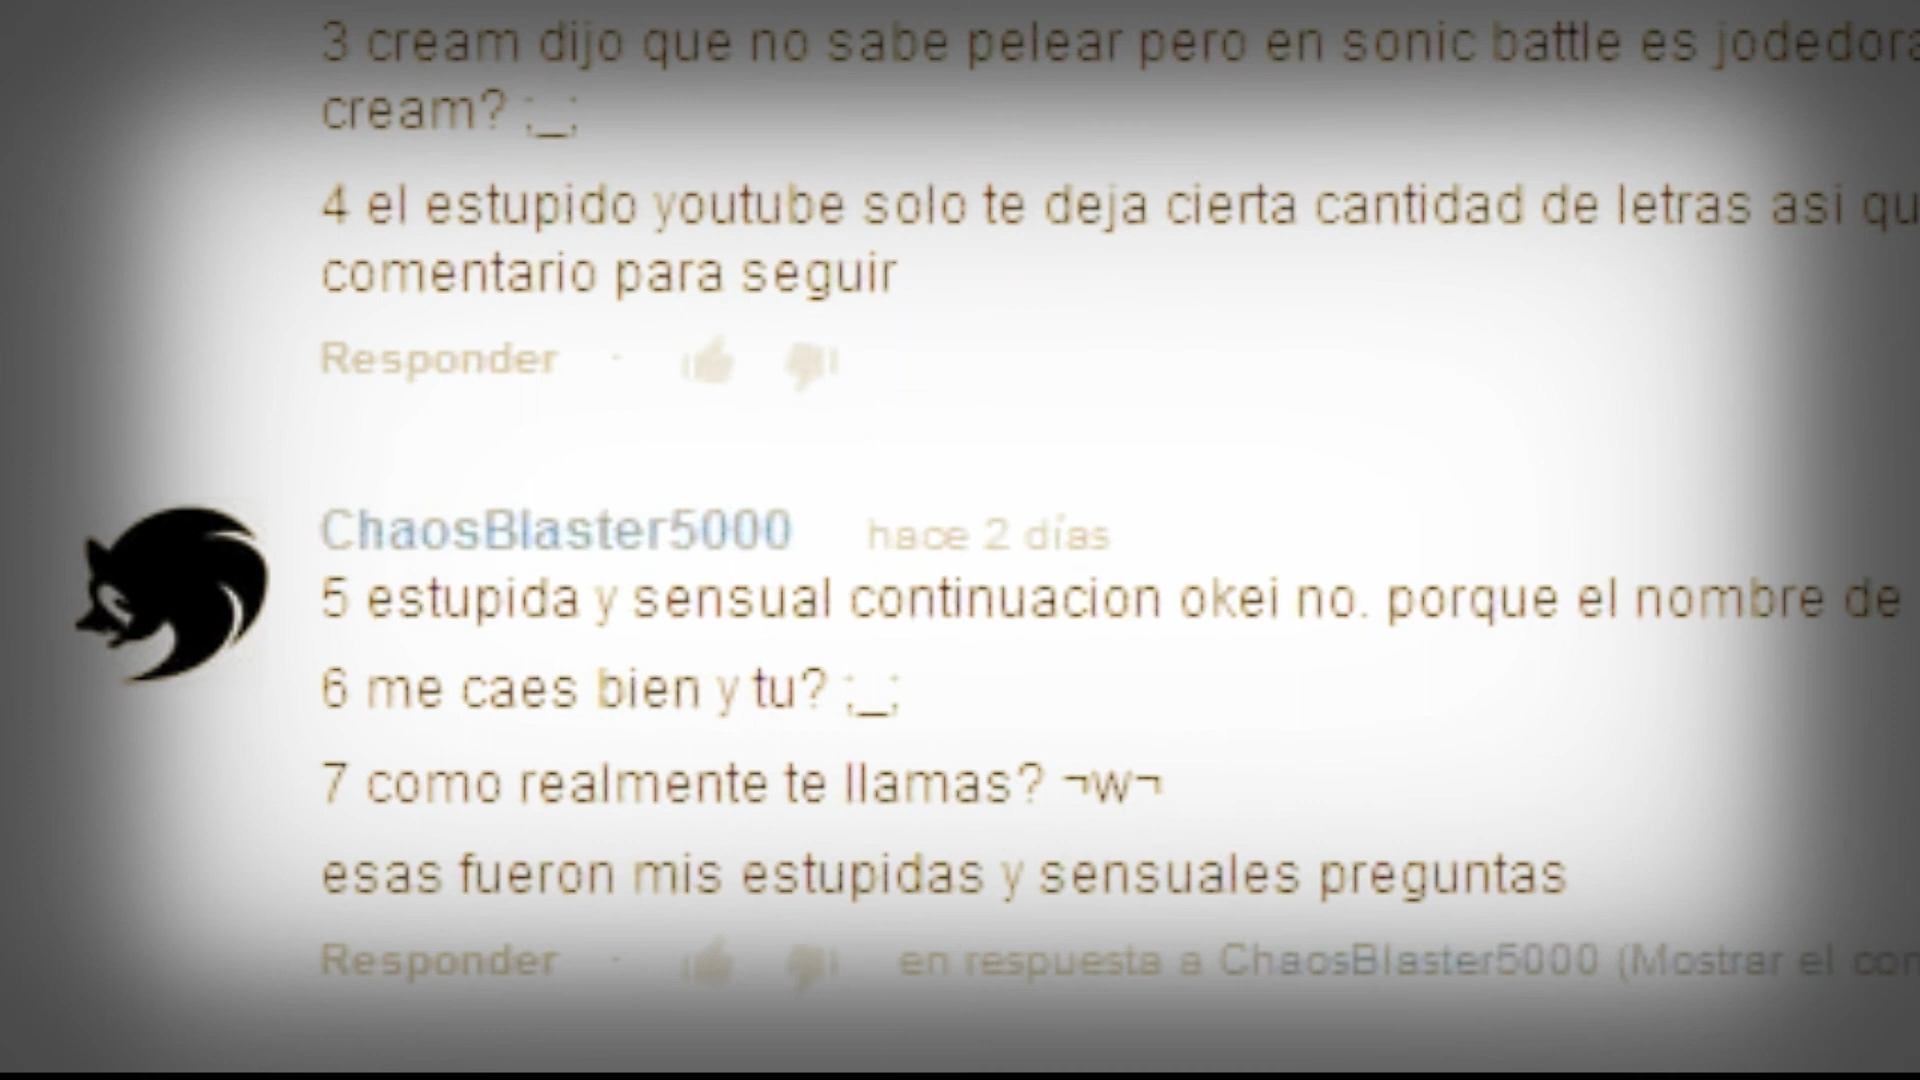 3 cream dijo que no sabe pelear pero en sonic battle es jodedora
cream? ;_;
4 el estupido youtube solo te deja cierta cantidad de letras asi qu
comentario para seguir
Responder ·
ChaosBlaster5000 hace 2 días
5 estupida y sensual continuacion okei no. porque el nombre de
6 me caes bien y tu? ;_;
7 como realmente te llamas? ¬w¬
esas fueron mis estupidas y sensuales preguntas
Responder · en respuesta a ChaosBlaster5000 (Mostrar el com